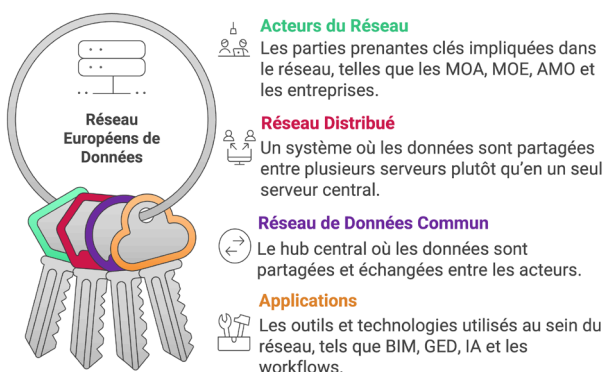 Réseau
Européens de
Données
Acteurs du Réseau
Les parties prenantes clés impliquées dans
le réseau, telles que les MOA, MOE, AMO et
les entreprises.
Réseau Distribué
Un système où les données sont partagées
entre plusieurs serveurs plutôt qu'en un seul
serveur central.
Réseau de Données Commun
Le hub central où les données sont
partagées et échangées entre les acteurs.
Applications
Les outils et technologies utilisés au sein du
réseau, tels que BIM, GED, IA et les
workflows.